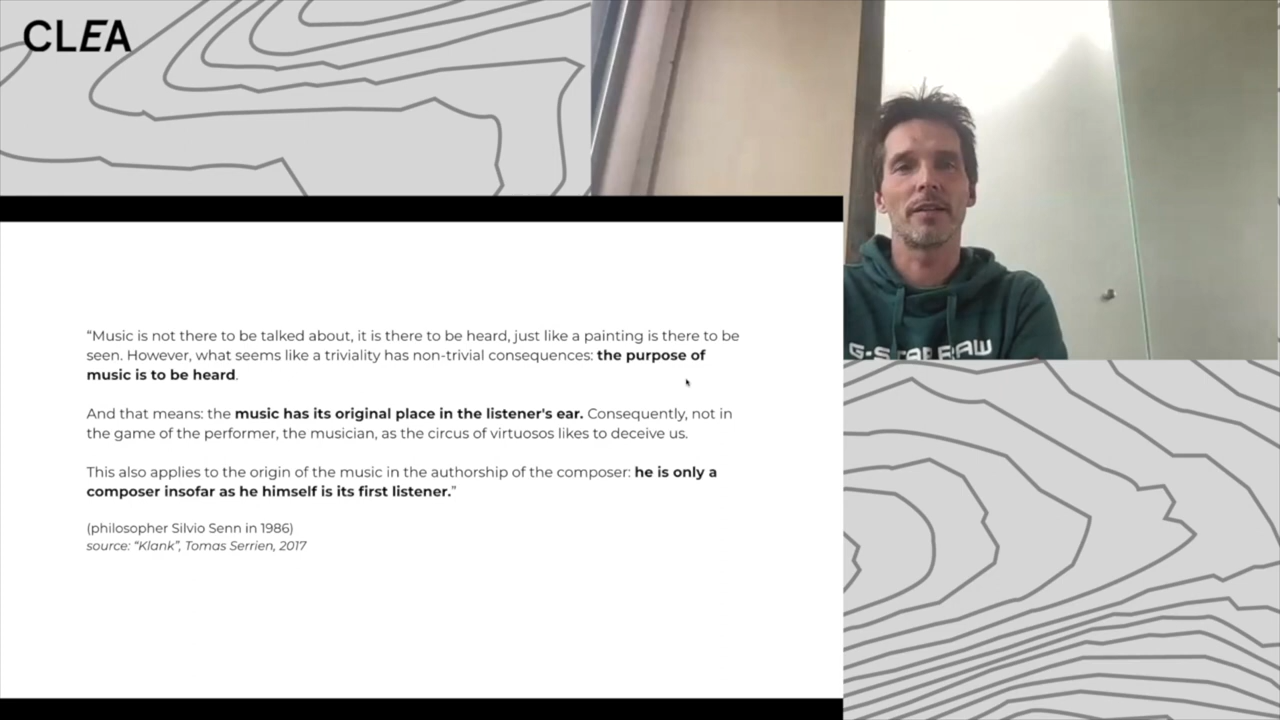 CLEA
“Music is not there to be talked about, it is there to be heard, just like a painting is there to be
seen. However, what seems like a triviality has non-trivial consequences: the purpose of
music is to be heard.
And that means: the music has its original place in the listener's ear. Consequently, not in
the game of the performer, the musician, as the circus of virtuosos likes to deceive us.
This also applies to the origin of the music in the authorship of the composer: he is only a
composer insofar as he himself is its first listener.”
(philosopher Silvio Senn in 1986)
source: “Klank”, Tomas Serrien, 2017
G-STAR RAW